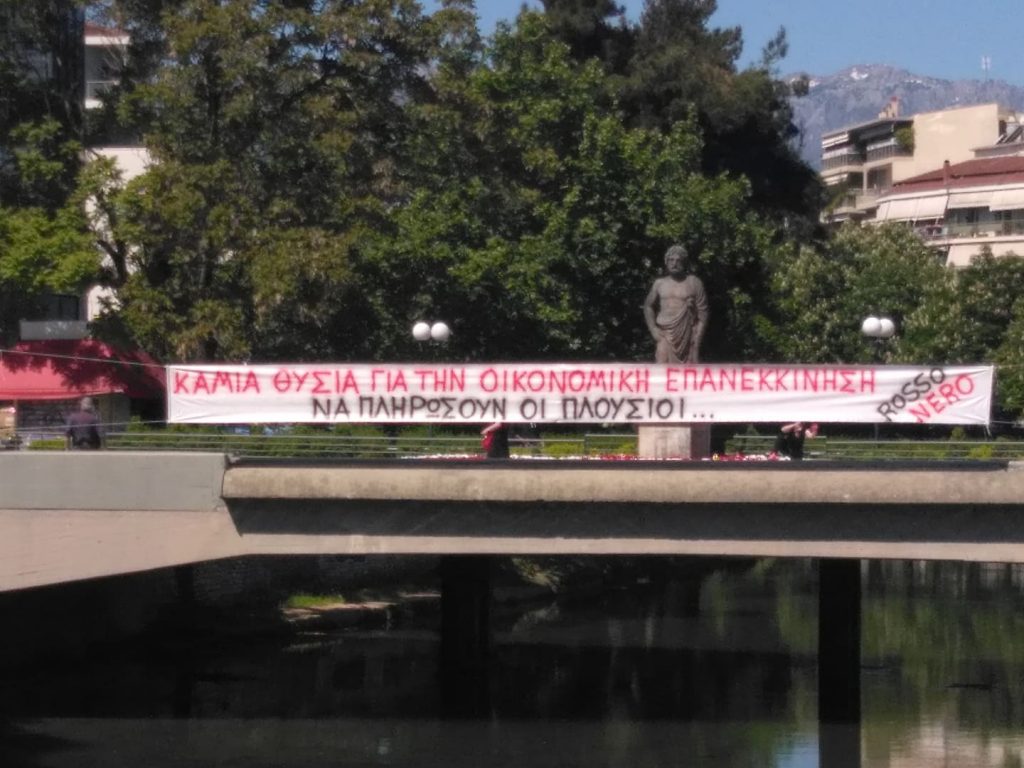 ΚΑΜΙΑ ΘΥΣΙΑ ΓΙΑ ΤΗΝ ΟΙΚΟΝΟΜΙΚΗ ΕΠΑΝΕΚΚΙΝΗΣΗ
ΝΑ ΠΛΗΡΩΣΟΥΝ ΟΙ ΠΛΟΥΣΙΟΙ...
ROSSO
NERO